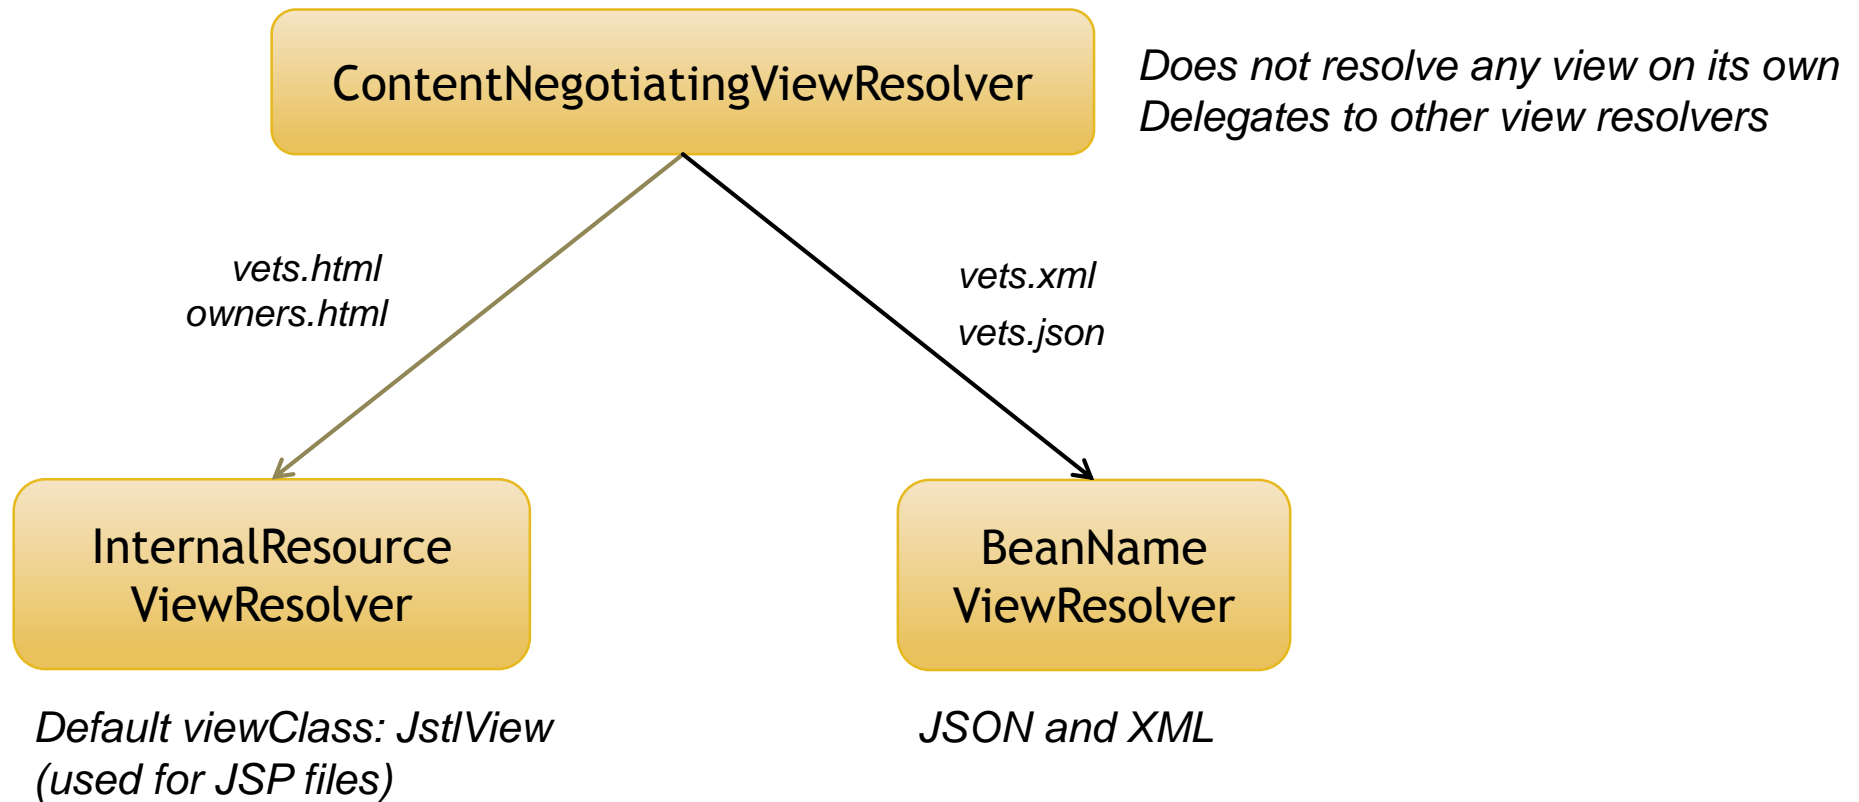 ContentNegotiatingViewResolver
Does not resolve any view on its own
Delegates to other view resolvers
vets.html
owners.html
vets.xml
vets.json
InternalResource
ViewResolver
BeanName
ViewResolver
Default viewClass: JstlView
(used for JSP files)
JSON and XML